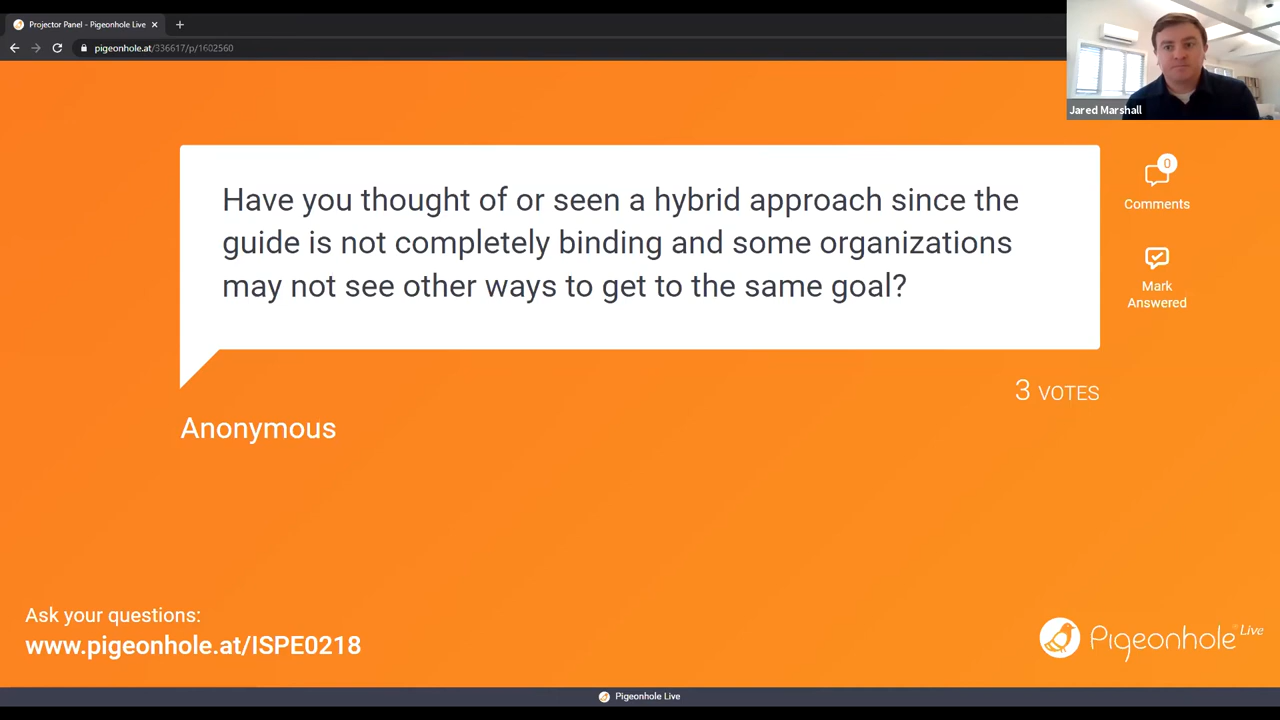 Projector Panel - Pigeonhole Live
pigeonhole.at/336617/p/1602560
Jared Marshall
Have you thought of or seen a hybrid approach since the
guide is not completely binding and some organizations
may not see other ways to get to the same goal?
0
Comments
Mark
Answered
3 VOTES
Anonymous
Ask your questions:
www.pigeonhole.at/ISPE0218
Pigeonhole Live
Pigeonhole Live